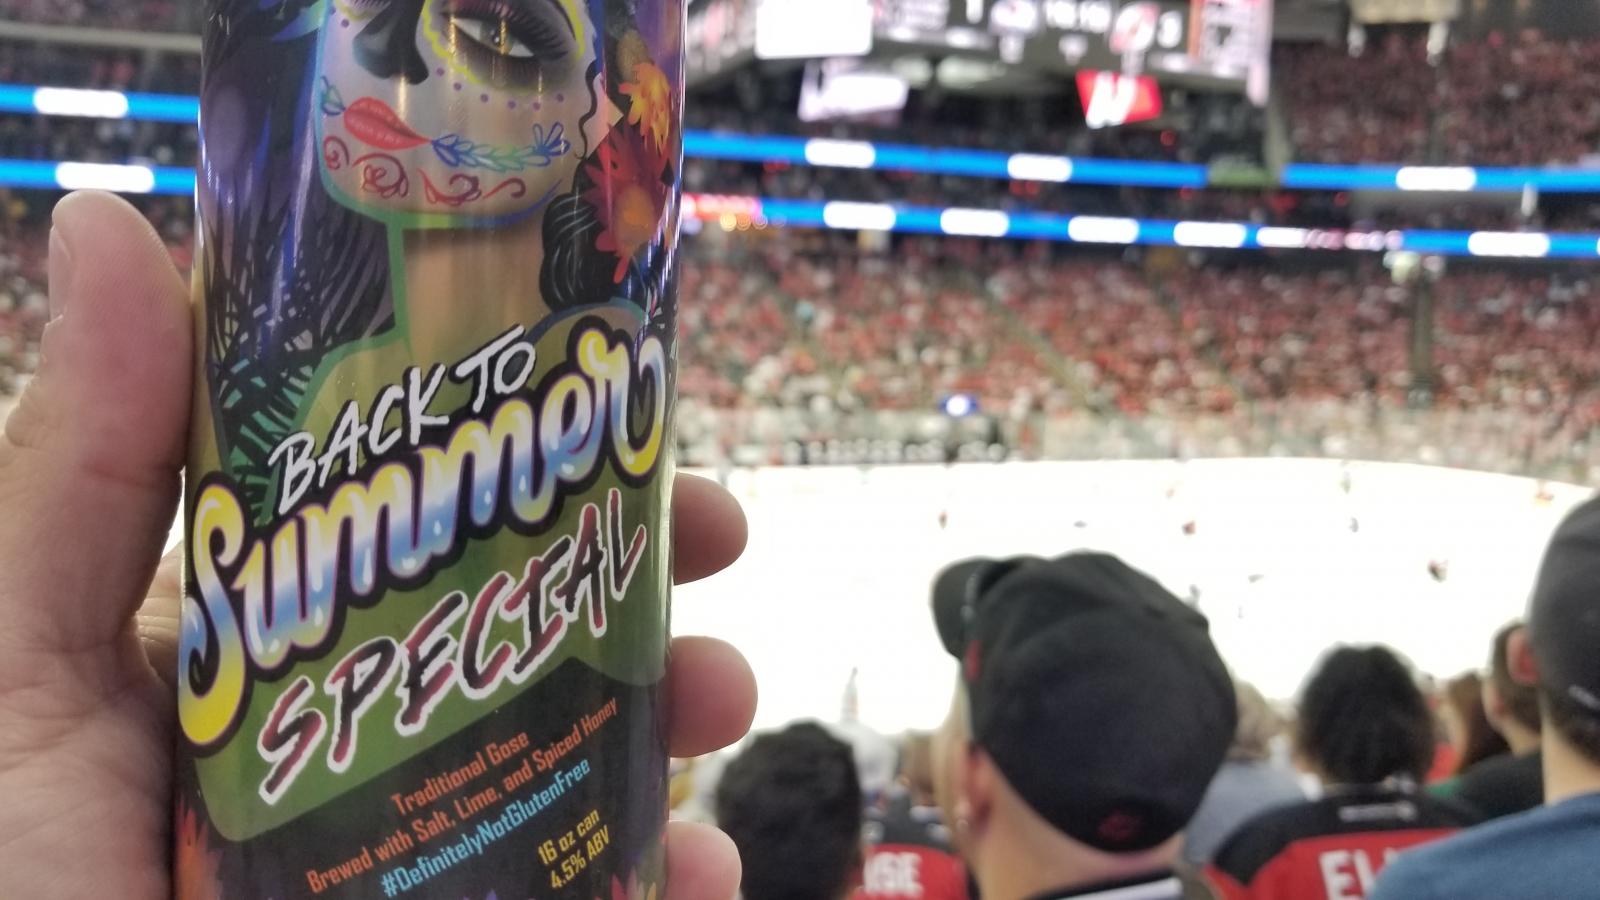 BACK TO
Summer
SPECIAL
Traditional Gose
Brewed with Salt, Lime, and Spiced Honey
#DefinitelyNotGlutenFree
16 oz can
4.5% ABV